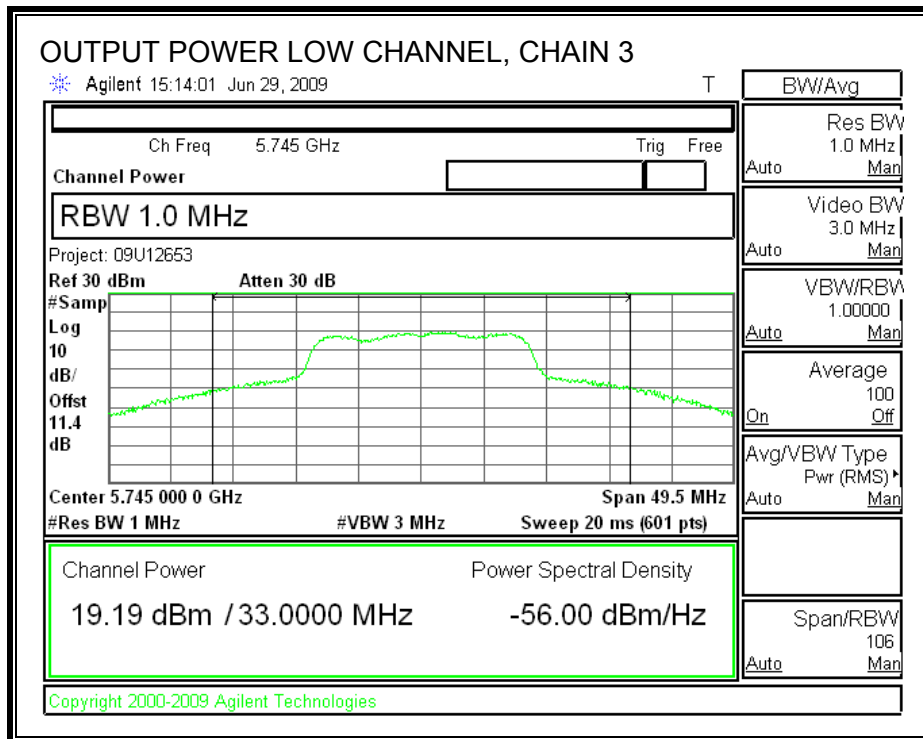 OUTPUT POWER LOW CHANNEL, CHAIN 3
Agilent 15:14:01 Jun 29, 2009 T
BW/Avg
Ch Freq 5.745 GHz Trig Free
Channel Power
RBW 1.0 MHz
Project: 09U12653
Ref 30 dBm Atten 30 dB
#Samp
Log
10
dB/
Offst
11.4
dB
Center 5.745 000 0 GHz Span 49.5 MHz
#Res BW 1 MHz #VBW 3 MHz Sweep 20 ms (601 pts)
Channel Power Power Spectral Density
19.19 dBm / 33.0000 MHz -56.00 dBm/Hz
Copyright 2000-2009 Agilent Technologies
Res BW
1.0 MHz
Auto Man
Video BW
3.0 MHz
Auto Man
VBW/RBW
1.00000
Auto Man
Average
100
On Off
Avg/VBW Type
Pwr (RMS)
Auto Man
Span/RBW
106
Auto Man